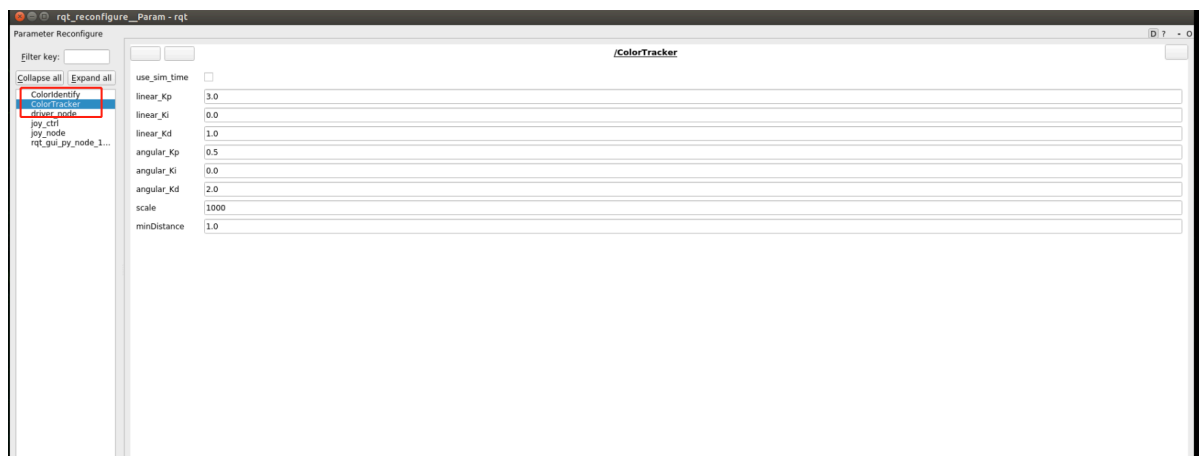 rqt_reconfigure__Param - rqt
Parameter Reconfigure
D ? - O
Filter key:
/ColorTracker
Collapse all Expand all
use_sim_time
ColorIdentify
linear_Kp 3.0
ColorTracker
driver_node
linear_Ki 0.0
joy_ctrl
joy_node
linear_Kd 1.0
rqt_gui_py_node_1...
angular_Kp 0.5
angular_Ki 0.0
angular_Kd 2.0
scale 1000
minDistance 1.0